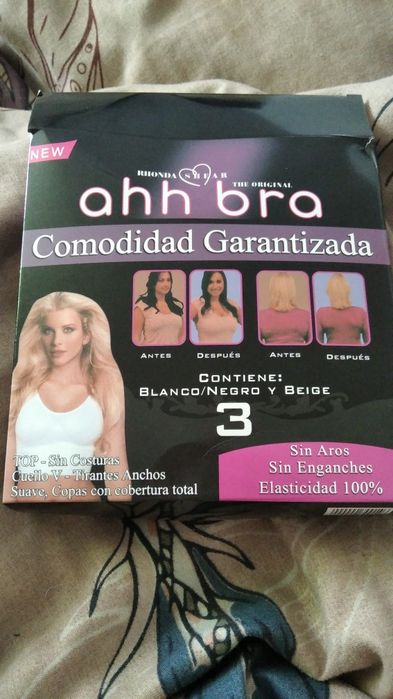 NEW
RHONDA SHEAR
THE ORIGINAL
ahh bra
Comodidad Garantizada
ANTES DESPUÉS ANTES DESPUÉS
CONTIENE:
BLANCO/NEGRO Y BEIGE
3
TOP - Sin Costuras
Cuello V - Tirantes Anchos
Suave, Copas con cobertura total
Sin Aros
Sin Enganches
Elasticidad 100%